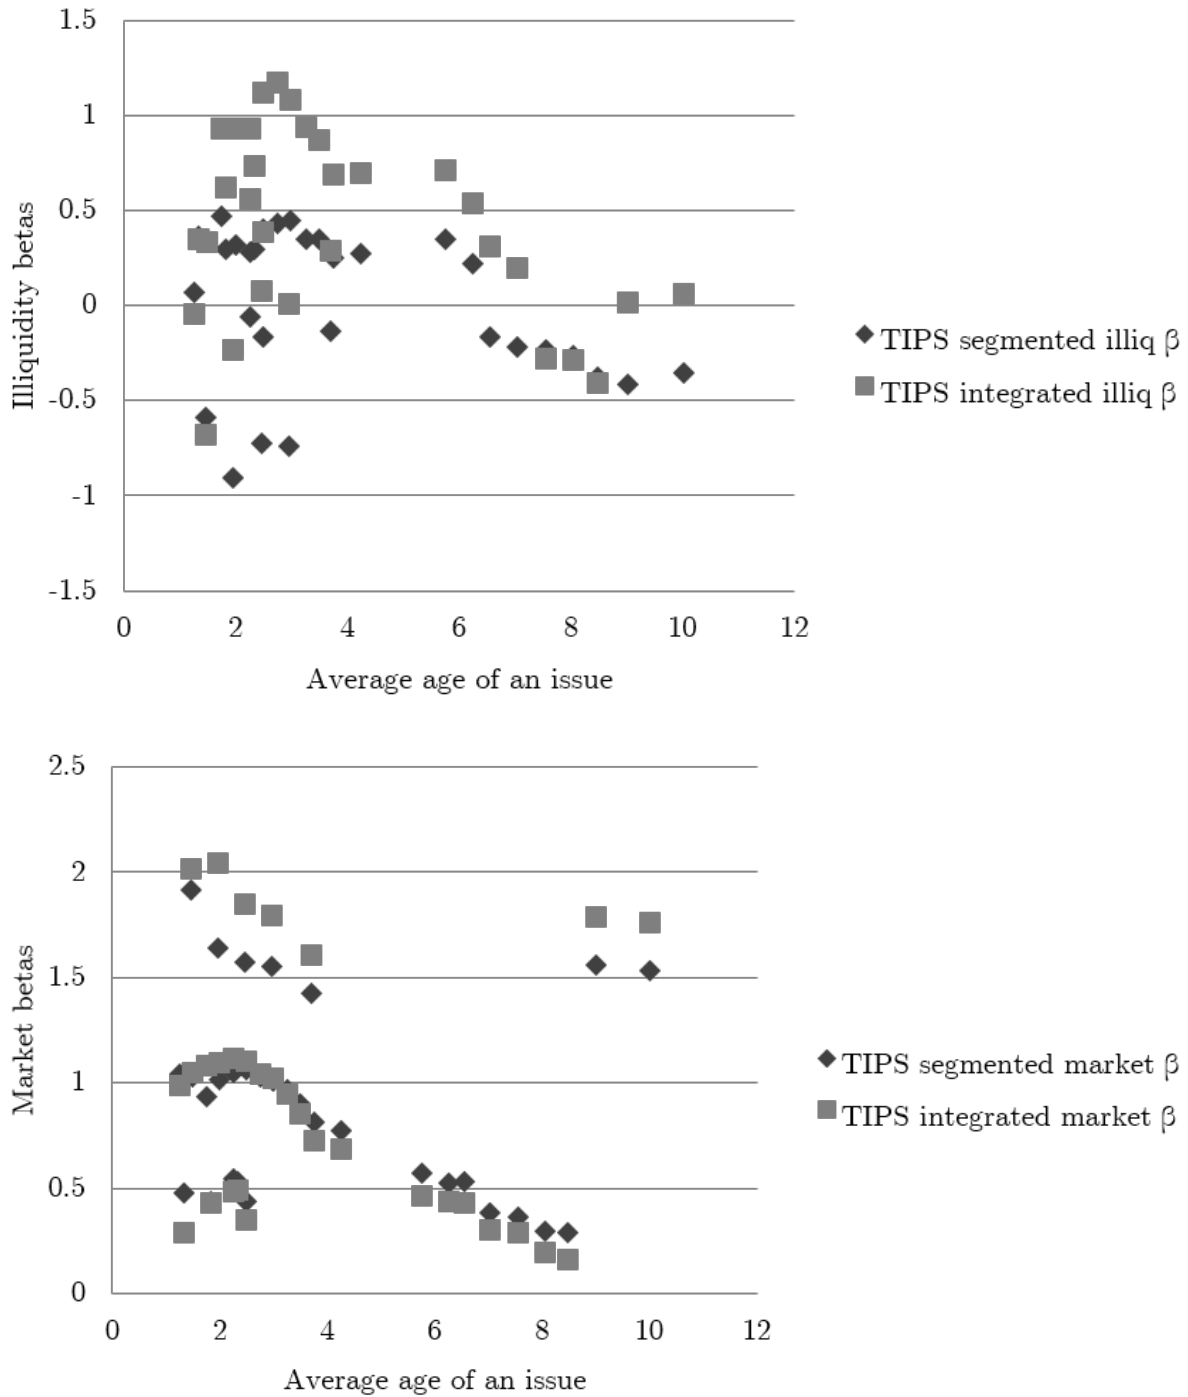 1.5
1
0.5
0
-0.5
-1
-1.5
Illiquidity betas
0 2 4 6 8 10 12
Average age of an issue
TIPS segmented illiq β
TIPS integrated illiq β
2.5
2
1.5
1
0.5
0
Market betas
0 2 4 6 8 10 12
Average age of an issue
TIPS segmented market β
TIPS integrated market β